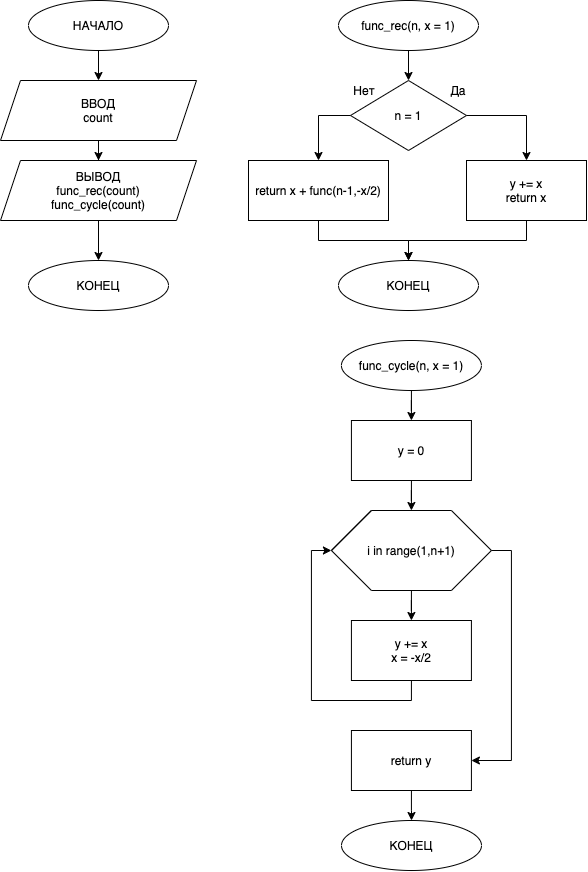 НАЧАЛО
ВВОД
count
ВЫВОД
func_rec(count)
func_cycle(count)
КОНЕЦ
func_rec(n, x = 1)
Нет
Да
n = 1
return x + func(n-1,-x/2)
y += x
return x
КОНЕЦ
func_cycle(n, x = 1)
y = 0
i in range(1,n+1)
y += x
x = -x/2
return y
КОНЕЦ